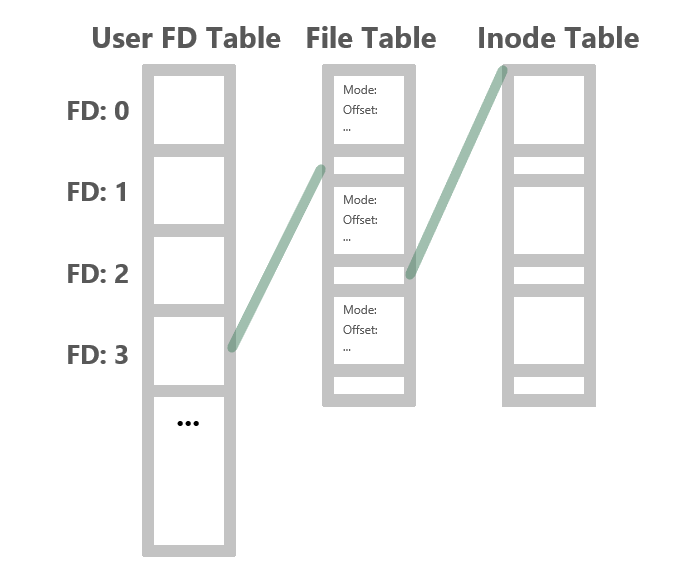 User FD Table
File Table
Inode Table
FD: 0
FD: 1
FD: 2
FD: 3
...
Mode:
Offset:
...
Mode:
Offset:
...
Mode:
Offset:
...